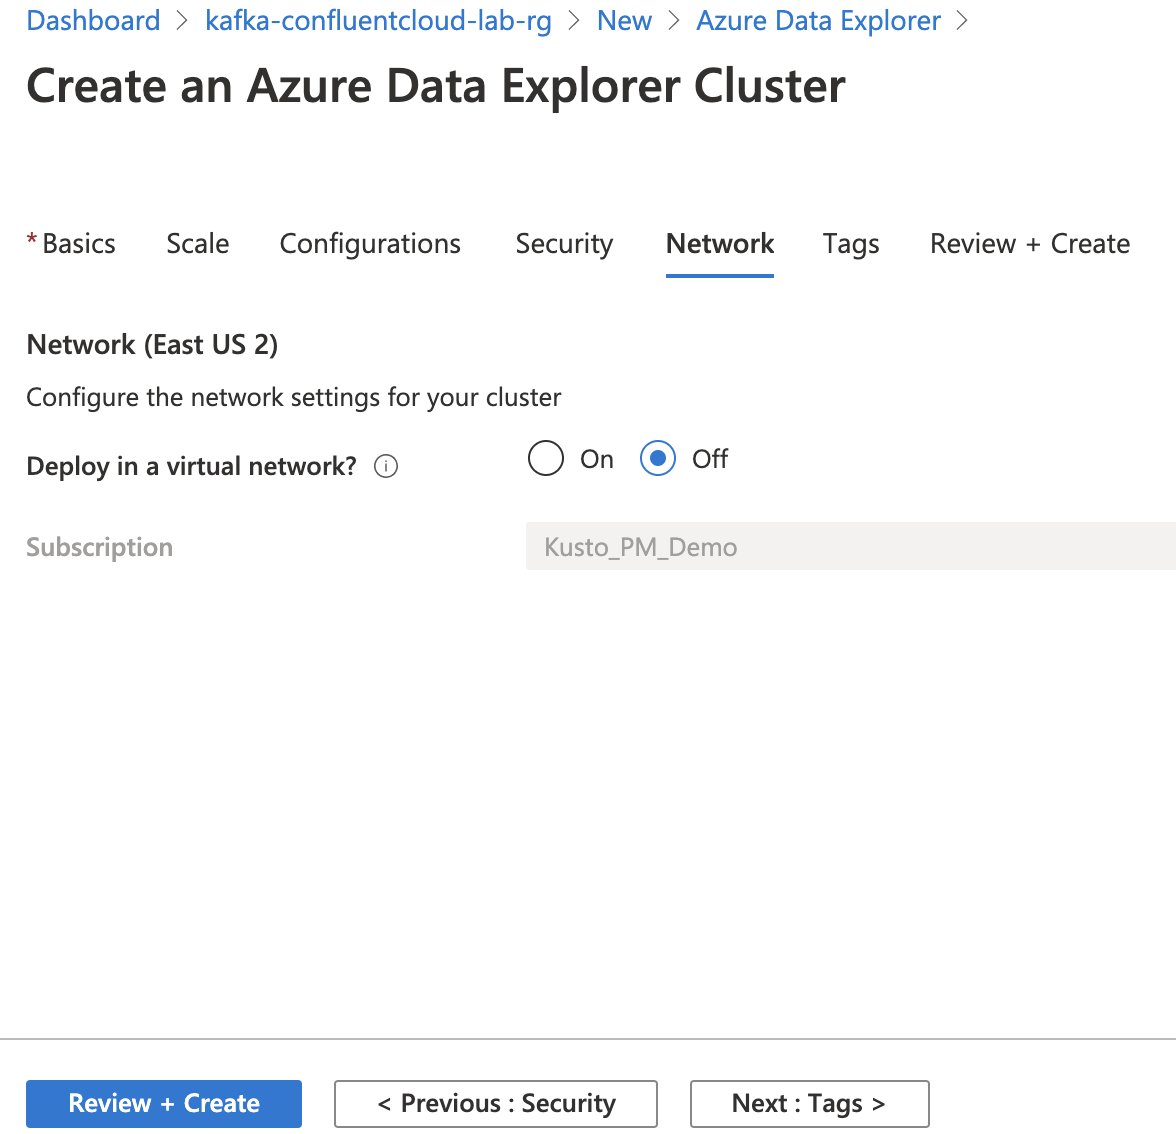 Dashboard > kafka-confluentcloud-lab-rg > New > Azure Data Explorer >
Create an Azure Data Explorer Cluster
* Basics Scale Configurations Security Network Tags Review + Create
Network (East US 2)
Configure the network settings for your cluster
Deploy in a virtual network? i On Off
Subscription Kusto_PM_Demo
Review + Create < Previous : Security Next : Tags >